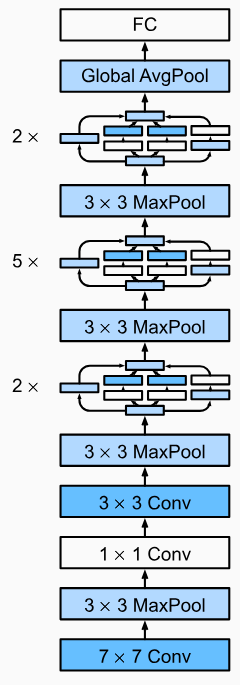 FC
Global AvgPool
2 ×
3 × 3 MaxPool
5 ×
3 × 3 MaxPool
2 ×
3 × 3 MaxPool
3 × 3 Conv
1 × 1 Conv
3 × 3 MaxPool
7 × 7 Conv